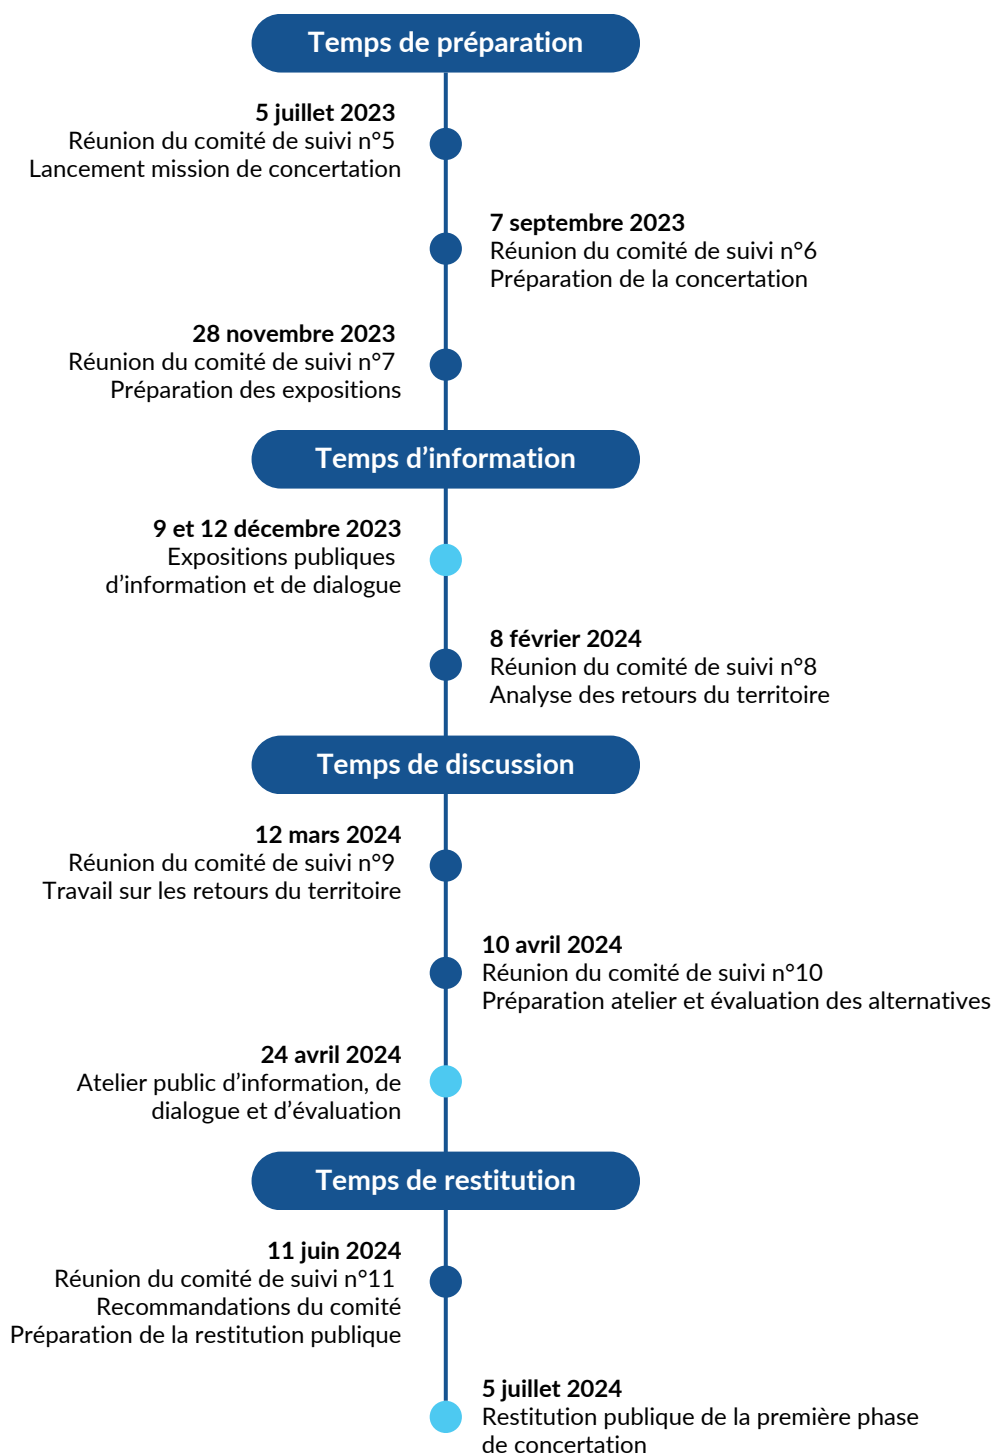 Temps de préparation
5 juillet 2023
Réunion du comité de suivi n°5
Lancement mission de concertation
7 septembre 2023
Réunion du comité de suivi n°6
Préparation de la concertation
28 novembre 2023
Réunion du comité de suivi n°7
Préparation des expositions
Temps d’information
9 et 12 décembre 2023
Expositions publiques
d’information et de dialogue
8 février 2024
Réunion du comité de suivi n°8
Analyse des retours du territoire
Temps de discussion
12 mars 2024
Réunion du comité de suivi n°9
Travail sur les retours du territoire
10 avril 2024
Réunion du comité de suivi n°10
Préparation atelier et évaluation des alternatives
24 avril 2024
Atelier public d’information, de
dialogue et d’évaluation
Temps de restitution
11 juin 2024
Réunion du comité de suivi n°11
Recommandations du comité
Préparation de la restitution publique
5 juillet 2024
Restitution publique de la première phase
de concertation